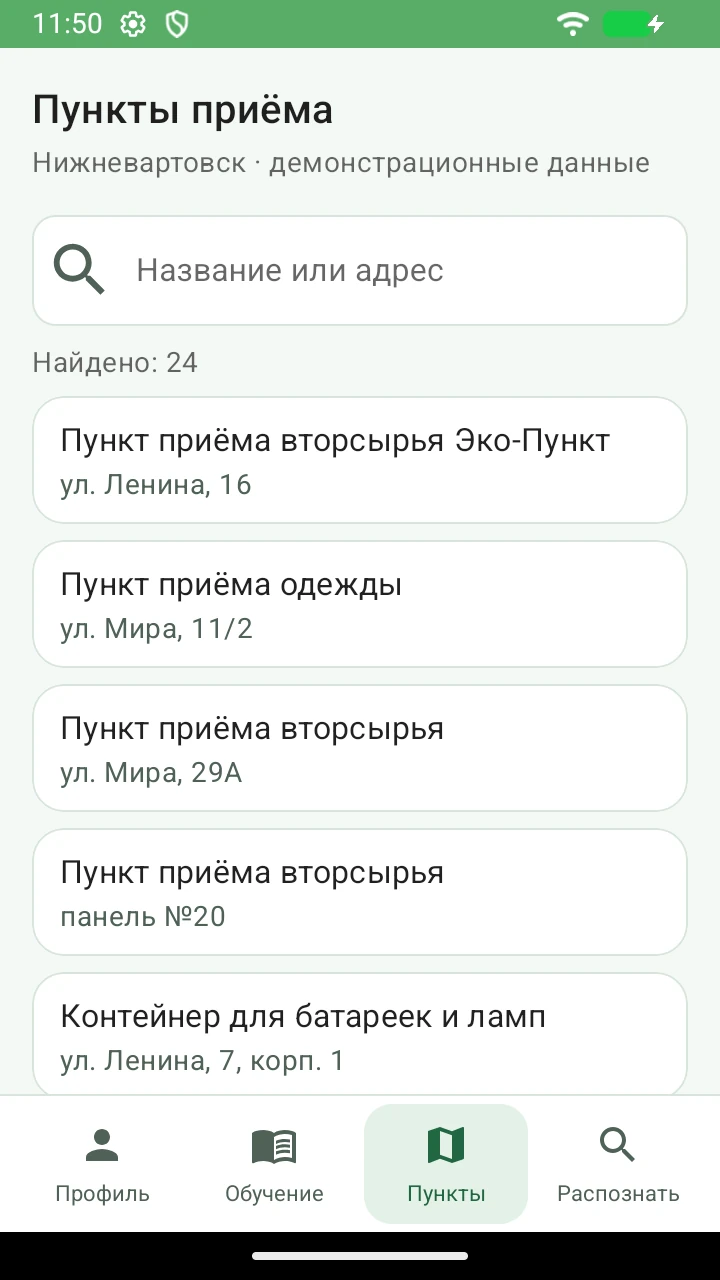 11:50
Пункты приёма
Нижневартовск · демонстрационные данные
Название или адрес
Найдено: 24
Пункт приёма вторсырья Эко-Пункт
ул. Ленина, 16
Пункт приёма одежды
ул. Мира, 11/2
Пункт приёма вторсырья
ул. Мира, 29А
Пункт приёма вторсырья
панель №20
Контейнер для батареек и ламп
ул. Ленина, 7, корп. 1
Профиль
Обучение
Пункты
Распознать